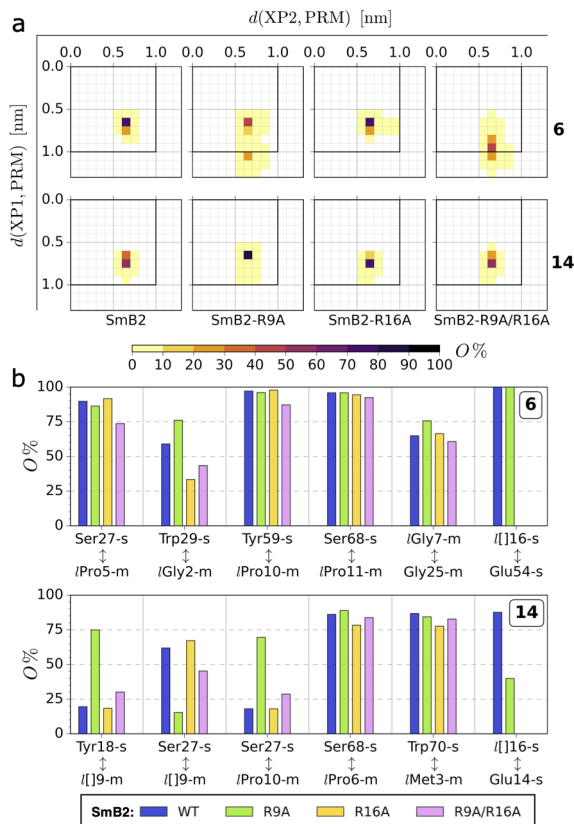 a
d(XP2, PRM) [nm]
0.0 0.5 1.0 0.0 0.5 1.0 0.0 0.5 1.0 0.0 0.5 1.0
d(XP1, PRM) [nm]
0.0
0.5
1.0
6
0.0
0.5
1.0
14
SmB2 SmB2-R9A SmB2-R16A SmB2-R9A/R16A
0 10 20 30 40 50 60 70 80 90 100
O%
b
O%
100
75
50
25
0
6
Ser27-s Trp29-s Tyr59-s Ser68-s lGly7-m l[]16-s
↕ ↕ ↕ ↕ ↕ ↕
lPro5-m lGly2-m lPro10-m lPro11-m Gly25-m Glu54-s
O%
100
75
50
25
0
14
Tyr18-s Ser27-s Ser27-s Ser68-s Trp70-s l[]16-s
↕ ↕ ↕ ↕ ↕ ↕
l[]9-m l[]9-m lPro10-m lPro6-m lMet3-m Glu14-s
SmB2: WT R9A R16A R9A/R16A